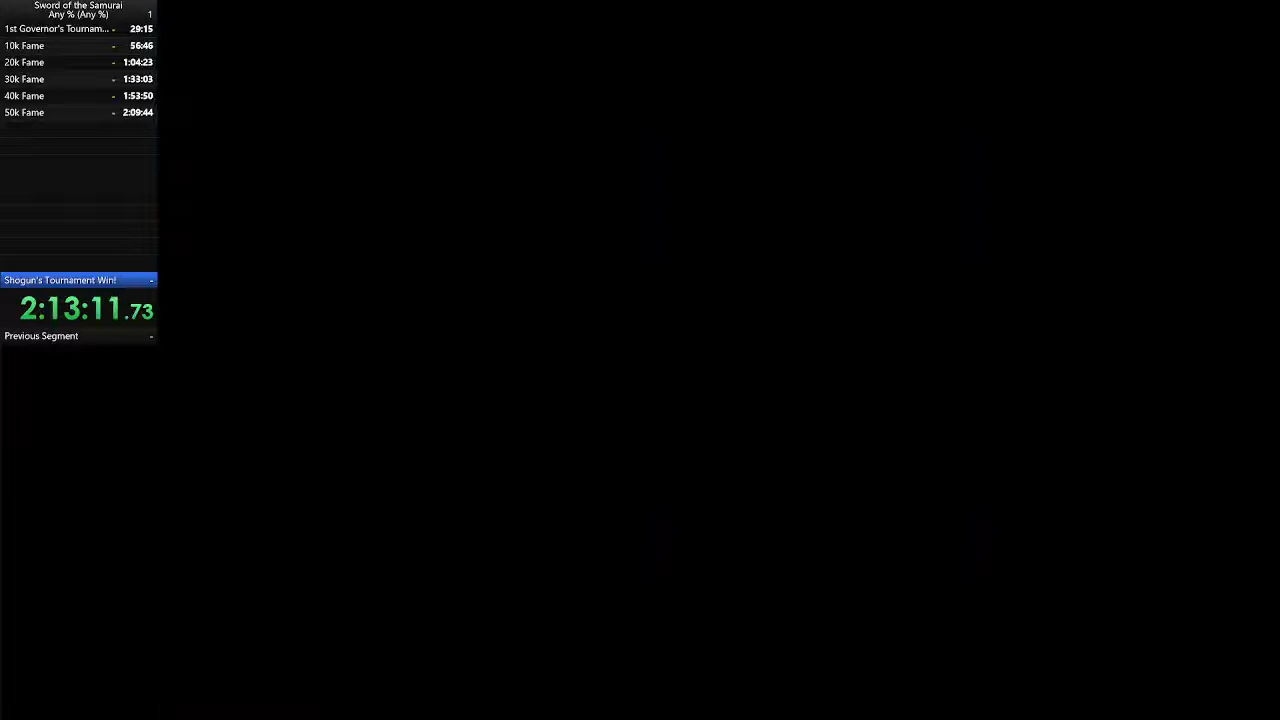 Sword of the Samurai
Any % (Any %) 1
1st Governor's Tournam... - 29:15
10k Fame - 56:46
20k Fame - 1:04:23
30k Fame - 1:33:03
40k Fame - 1:53:50
50k Fame - 2:09:44
Shogun's Tournament Win! -
2:13:11.73
Previous Segment -